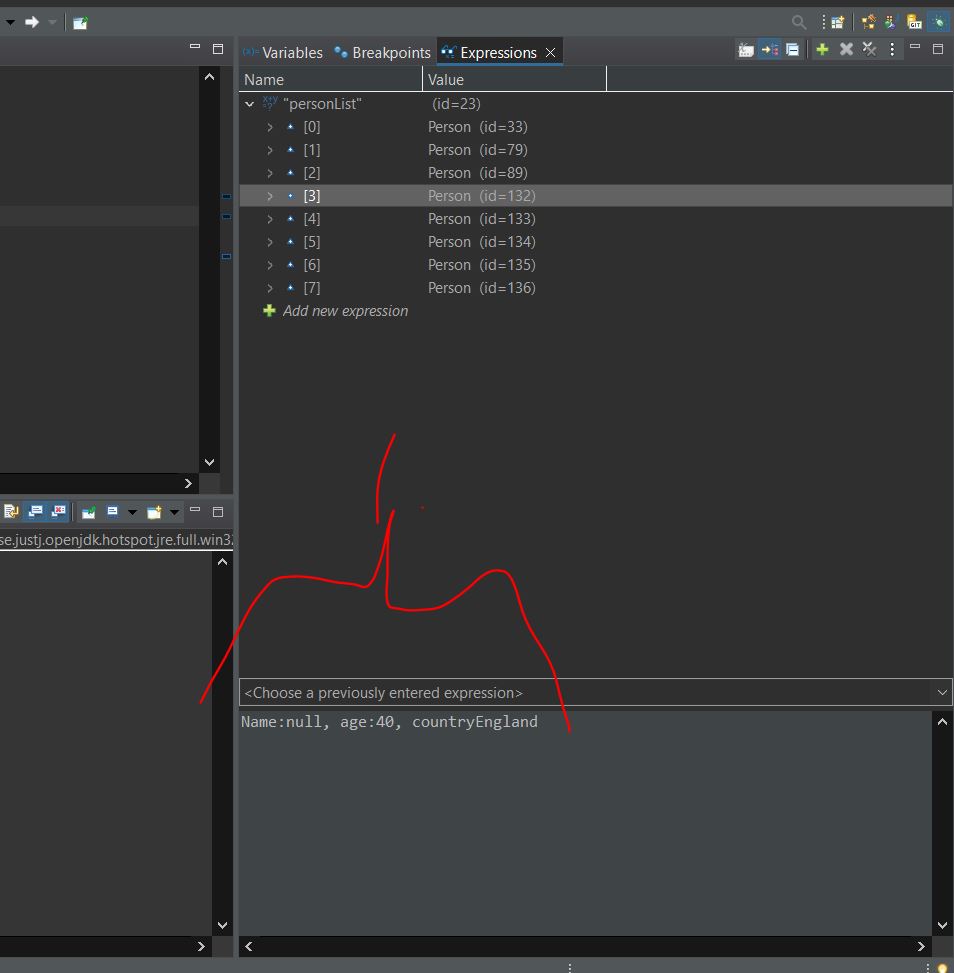 Variables Breakpoints Expressions
Name Value
"personList" (id=23)
[0] Person (id=33)
[1] Person (id=79)
[2] Person (id=89)
[3] Person (id=132)
[4] Person (id=133)
[5] Person (id=134)
[6] Person (id=135)
[7] Person (id=136)
Add new expression
se.justj.openjdk.hotspot.jre.full.win32
<Choose a previously entered expression>
Name:null, age:40, countryEngland